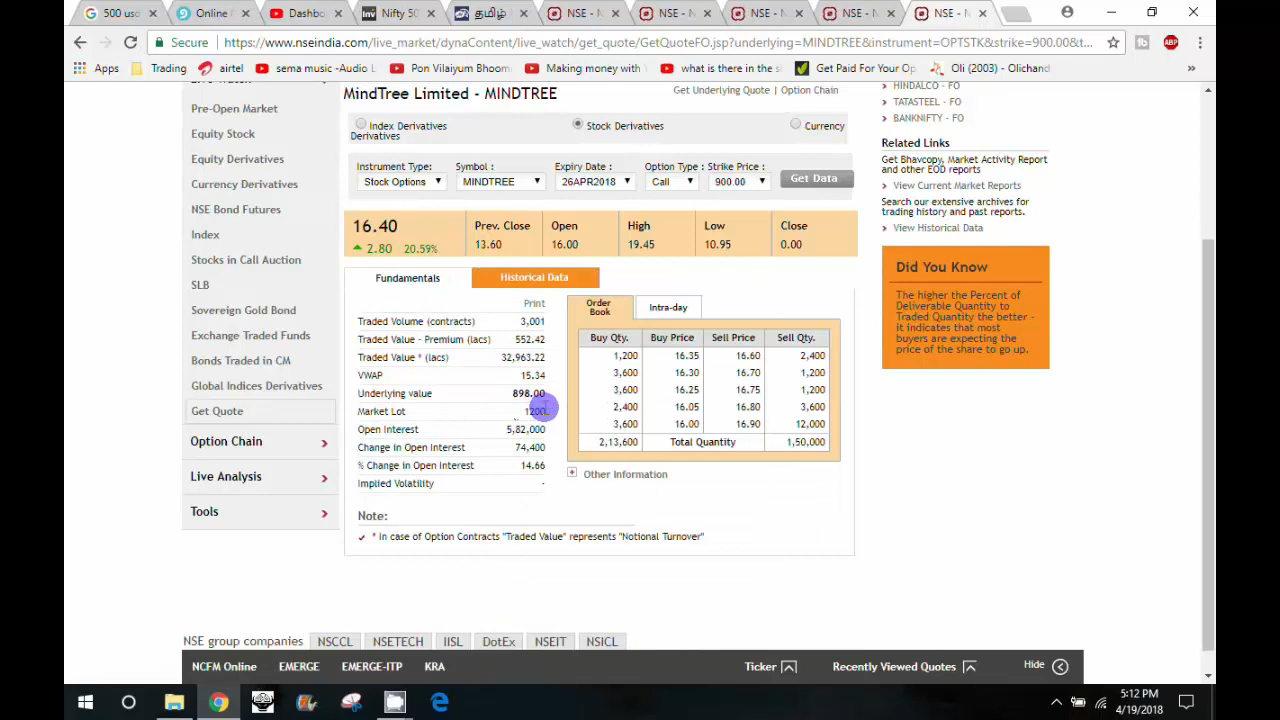 500 usd
Online P
Dashbo
Nifty 50
தமிழ்
NSE - N
NSE - N
NSE - N
NSE - N
NSE - N
Secure
https://www.nseindia.com/live_market/dynaContent/live_watch/get_quote/GetQuoteFO.jsp?underlying=MINDTREE&instrument=OPTSTK&strike=900.00&t...
Apps Trading airtel sema music -Audio L Pon Vilaiyum Bhoom Making money with what is there in the s Get Paid For Your Op Oli (2003) - Olichand »
Pre-Open Market
Equity Stock
Equity Derivatives
Currency Derivatives
NSE Bond Futures
Index
Stocks in Call Auction
SLB
Sovereign Gold Bond
Exchange Traded Funds
Bonds Traded in CM
Global Indices Derivatives
Get Quote
Option Chain
Live Analysis
Tools
MindTree Limited - MINDTREE
Get Underlying Quote | Option Chain
Index Derivatives Stock Derivatives Currency
Derivatives
Instrument Type: Symbol : Expiry Date : Option Type : Strike Price :
Stock Options MINDTREE 26APR2018 Call 900.00 Get Data
16.40
2.80 20.59%
Prev. Close Open High Low Close
13.60 16.00 19.45 10.95 0.00
Fundamentals Historical Data
Print
Traded Volume (contracts) 3,001
Traded Value - Premium (lacs) 552.42
Traded Value * (lacs) 32,963.22
VWAP 15.34
Underlying value 898.00
Market Lot 1200
Open Interest 5,82,000
Change in Open Interest 74,400
% Change in Open Interest 14.66
Implied Volatility -
Order
Book
Intra-day
Buy Qty. Buy Price Sell Price Sell Qty.
1,200 16.35 16.60 2,400
3,600 16.30 16.70 1,200
3,600 16.25 16.75 1,200
2,400 16.05 16.80 3,600
3,600 16.00 16.90 12,000
2,13,600 Total Quantity 1,50,000
Other Information
Note:
* In case of Option Contracts "Traded Value" represents "Notional Turnover"
HINDALCO - FO
TATASTEEL - FO
BANKNIFTY - FO
Related Links
Get Bhavcopy, Market Activity Report
and other EOD reports
View Current Market Reports
Search our extensive archives for
trading history and past reports.
View Historical Data
Did You Know
The higher the Percent of
Deliverable Quantity to
Traded Quantity the better -
it indicates that most
buyers are expecting the
price of the share to go up.
NSE group companies NSCCL NSETECH IISL DotEx NSEIT NSICL
NCFM Online EMERGE EMERGE-ITP KRA Ticker Recently Viewed Quotes Hide
5:12 PM
4/19/2018